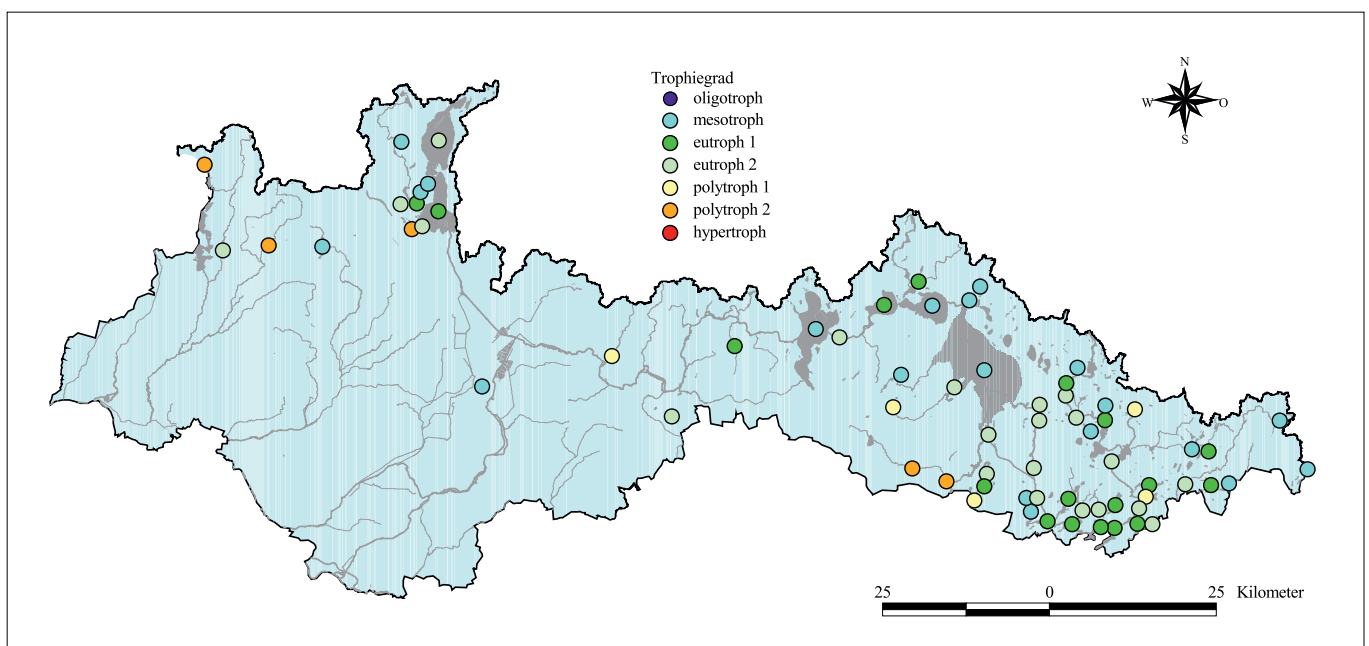 Trophiegrad
oligotroph
mesotroph
eutroph 1
eutroph 2
polytroph 1
polytroph 2
hypertroph
N
W O
S
25 0 25 Kilometer